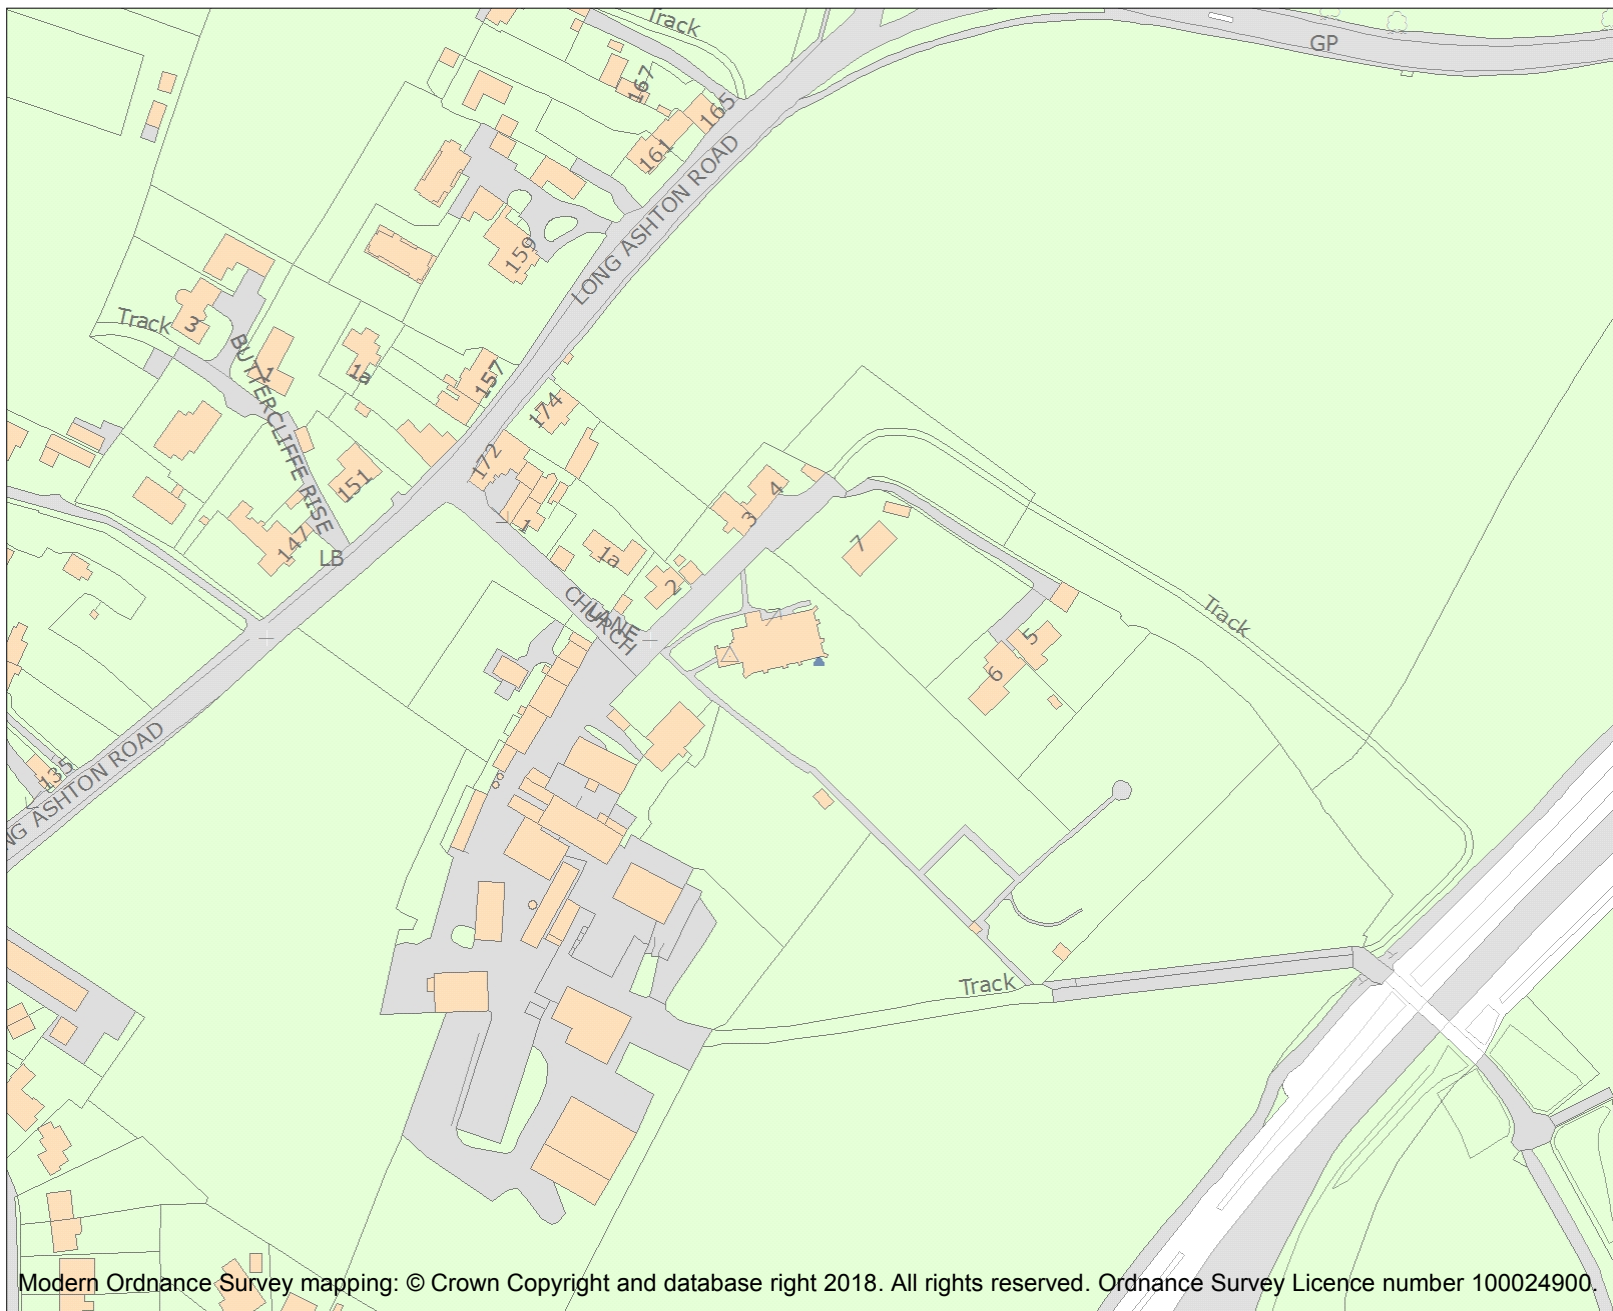 Track
GP
167
165
161
LONG ASHTON ROAD
159
Track
3
BUTTERCLIFFE RISE
1
1a
157
174
172
151
147
LB
1
1a
2
3
4
7
CHURCH
LANE
5
6
Track
135
NG ASHTON ROAD
Track
Modern Ordnance Survey mapping: © Crown Copyright and database right 2018. All rights reserved. Ordnance Survey Licence number 100024900.